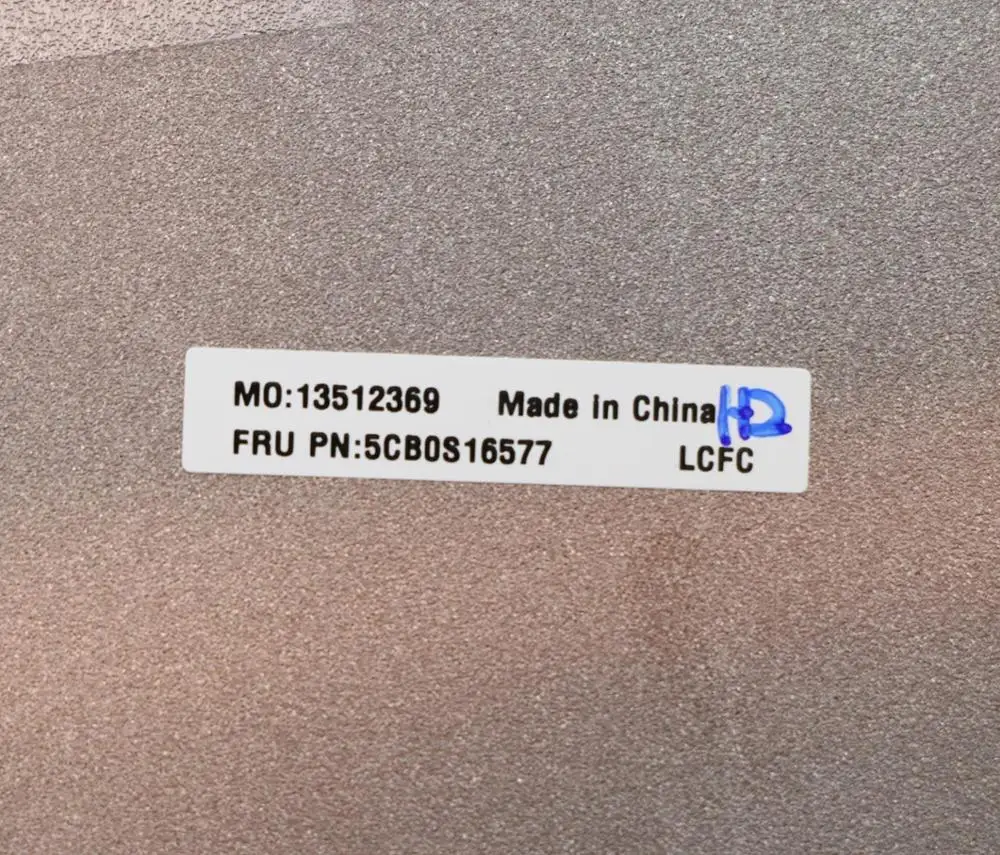 MO:13512369 Made in China HD
FRU PN:5CB0S16577 LCFC